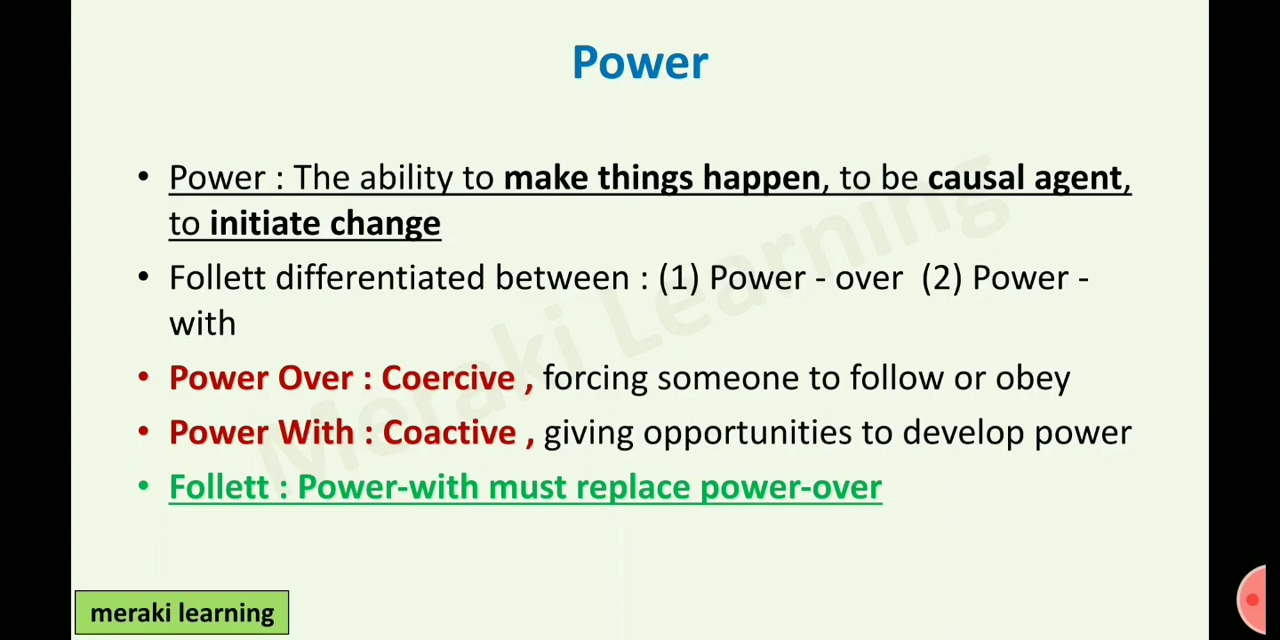 Power
• Power : The ability to make things happen, to be causal agent,
to initiate change
• Follett differentiated between : (1) Power - over (2) Power -
with
• Power Over : Coercive , forcing someone to follow or obey
• Power With : Coactive , giving opportunities to develop power
• Follett : Power-with must replace power-over
Meraki Learning
meraki learning